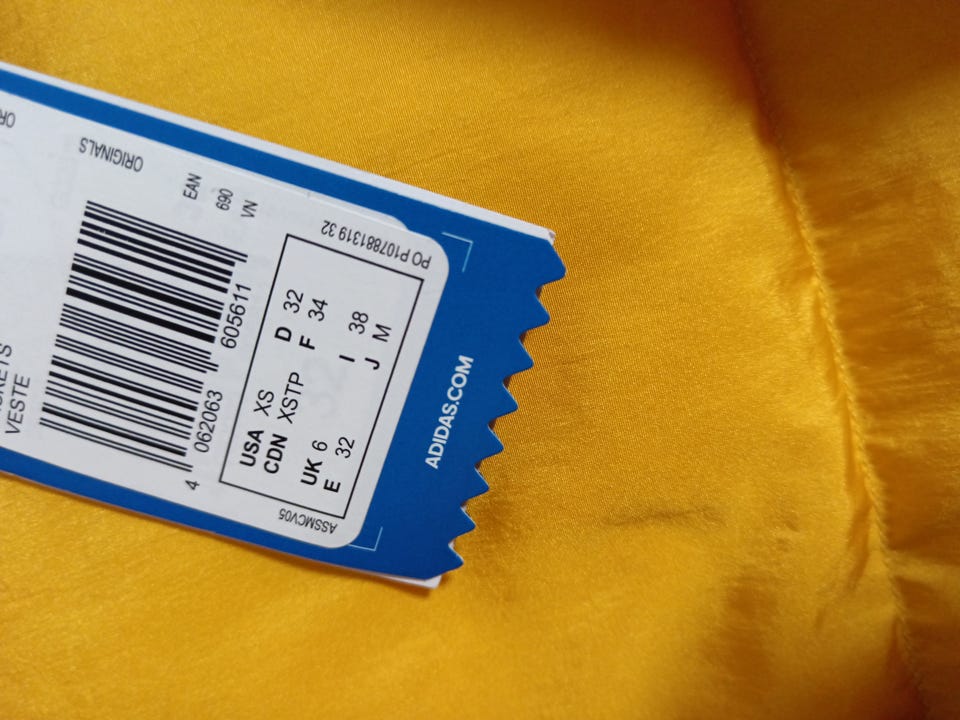 ORIGINALS
EAN
690
VN
4 062063 605611
VESTE
PO P107881319 32
USA XS D 32
CDN XSTP F 34
UK 6 I 38
E 32 J M
ASSMCV05
ADIDAS.COM